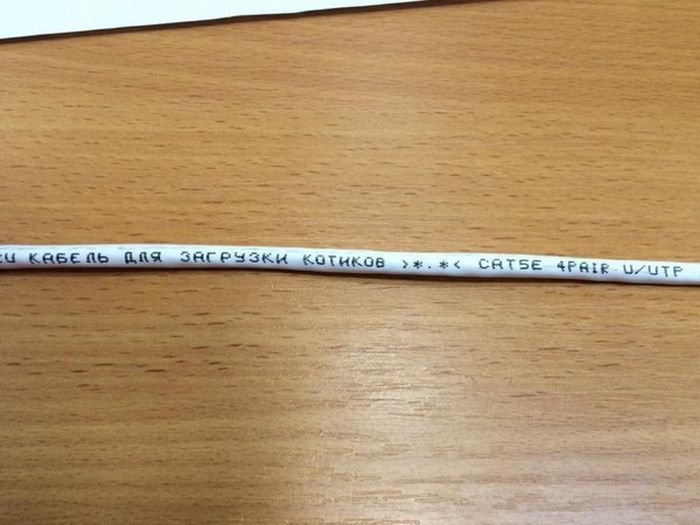 КАБЕЛЬ ДЛЯ ЗАГРУЗКИ КОТИКОВ >*.*< CAT5E 4PAIR U/UTP